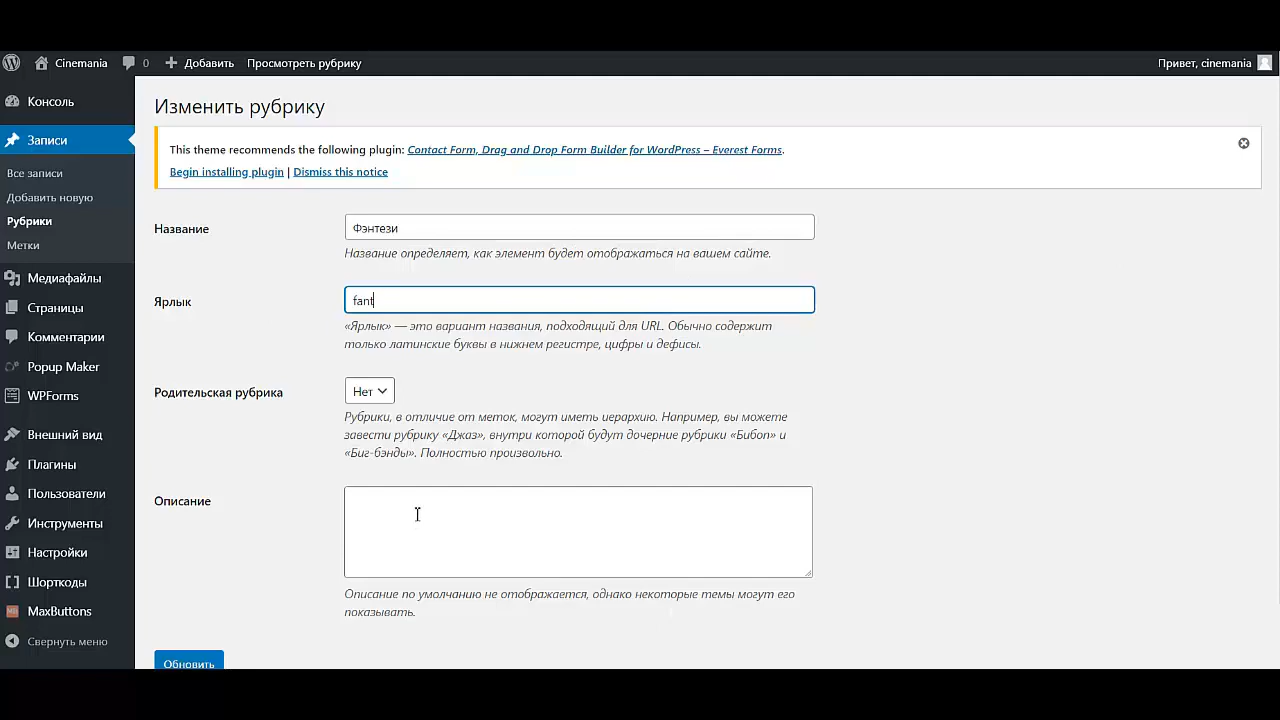 Cinemania
0
Добавить
Просмотреть рубрику
Привет, cinemania
Консоль
Записи
Все записи
Добавить новую
Рубрики
Метки
Медиафайлы
Страницы
Комментарии
Popup Maker
WPForms
Внешний вид
Плагины
Пользователи
Инструменты
Настройки
Шорткоды
MaxButtons
Свернуть меню
Изменить рубрику
This theme recommends the following plugin: Contact Form, Drag and Drop Form Builder for WordPress – Everest Forms.
Begin installing plugin | Dismiss this notice
Название
Фэнтези
Название определяет, как элемент будет отображаться на вашем сайте.
Ярлык
fant
«Ярлык» — это вариант названия, подходящий для URL. Обычно содержит
только латинские буквы в нижнем регистре, цифры и дефисы.
Родительская рубрика
Нет
Рубрики, в отличие от меток, могут иметь иерархию. Например, вы можете
завести рубрику «Джаз», внутри которой будут дочерние рубрики «Бибоп» и
«Биг-бэнды». Полностью произвольно.
Описание
Описание по умолчанию не отображается, однако некоторые темы могут его
показывать.
Обновить